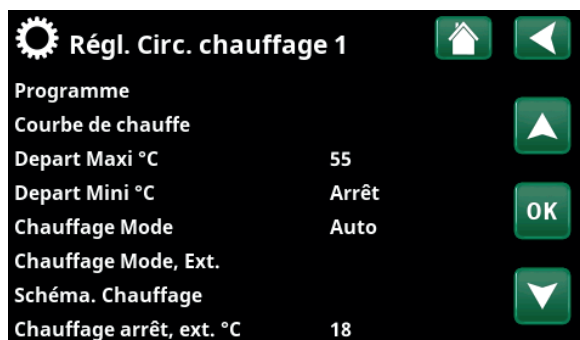 Régl. Circ. chauffage 1
Programme
Courbe de chauffe
Depart Maxi °C 55
Depart Mini °C Arrêt
Chauffage Mode Auto
OK
Chauffage Mode, Ext.
Schéma. Chauffage
Chauffage arrêt, ext. °C 18